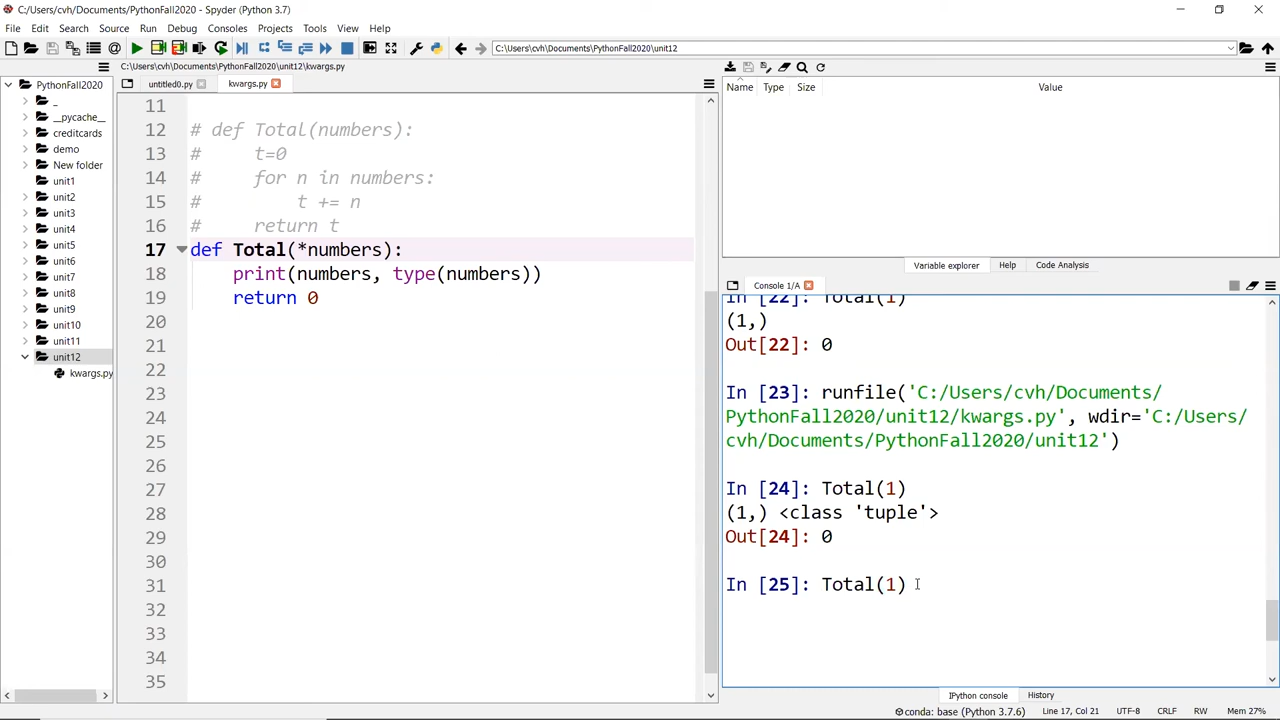 C:\Users\cvh\Documents\PythonFall2020 - Spyder (Python 3.7)
File Edit Search Source Run Debug Consoles Projects Tools View Help
C:\Users\cvh\Documents\PythonFall2020\unit12
C:\Users\cvh\Documents\PythonFall2020\unit12\kwargs.py
PythonFall2020
_
__pycache__
creditcards
demo
New folder
unit1
unit2
unit3
unit4
unit5
unit6
unit7
unit8
unit9
unit10
unit11
unit12
kwargs.py
untitled0.py kwargs.py
11
12 # def Total(numbers):
13 #     t=0
14 #     for n in numbers:
15 #         t += n
16 #     return t
17 def Total(*numbers):
18     print(numbers, type(numbers))
19     return 0
20
21
22
23
24
25
26
27
28
29
30
31
32
33
34
35
Name Type Size Value
Variable explorer Help Code Analysis
Console 1/A
In [22]: Total(1)
(1,)
Out[22]: 0
In [23]: runfile('C:/Users/cvh/Documents/
PythonFall2020/unit12/kwargs.py', wdir='C:/Users/
cvh/Documents/PythonFall2020/unit12')
In [24]: Total(1)
(1,) <class 'tuple'>
Out[24]: 0
In [25]: Total(1)
IPython console History
conda: base (Python 3.7.6) Line 17, Col 21 UTF-8 CRLF RW Mem 27%